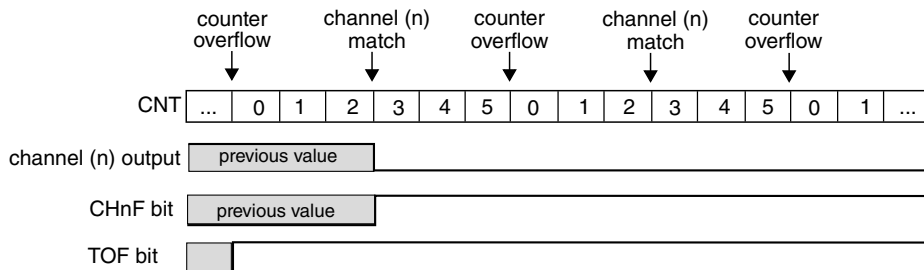 counter overflow
channel (n) match
counter overflow
channel (n) match
counter overflow
CNT ... 0 1 2 3 4 5 0 1 2 3 4 5 0 1 ...
channel (n) output previous value
CHnF bit previous value
TOF bit